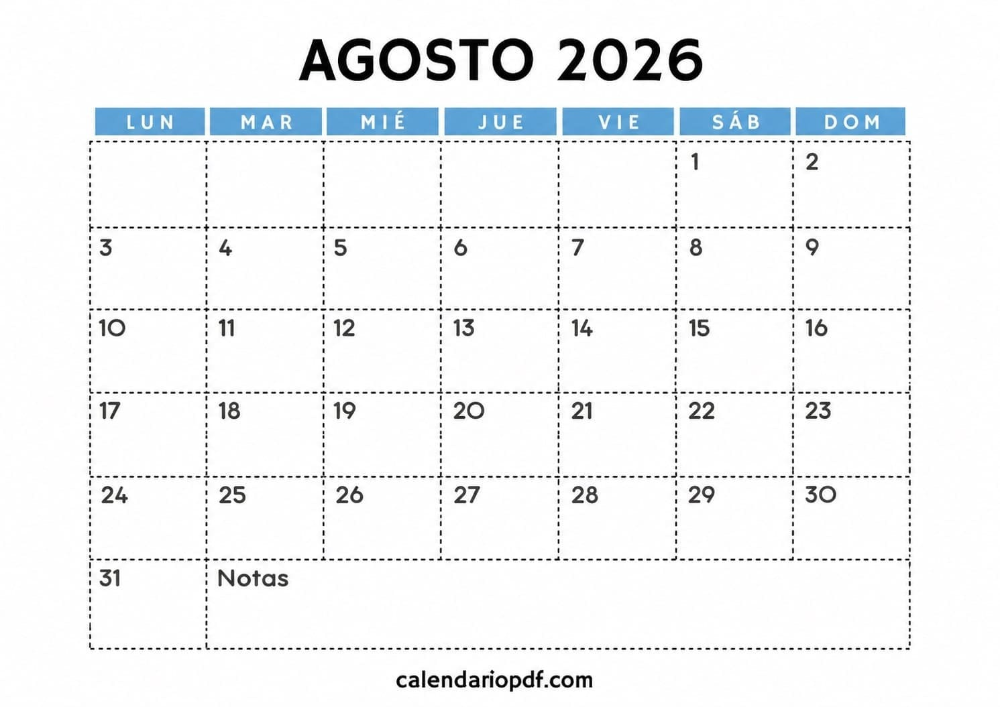 AGOSTO 2026
LUN MAR MIÉ JUE VIE SÁB DOM
1 2
3 4 5 6 7 8 9
10 11 12 13 14 15 16
17 18 19 20 21 22 23
24 25 26 27 28 29 30
31 Notas
calendariopdf.com